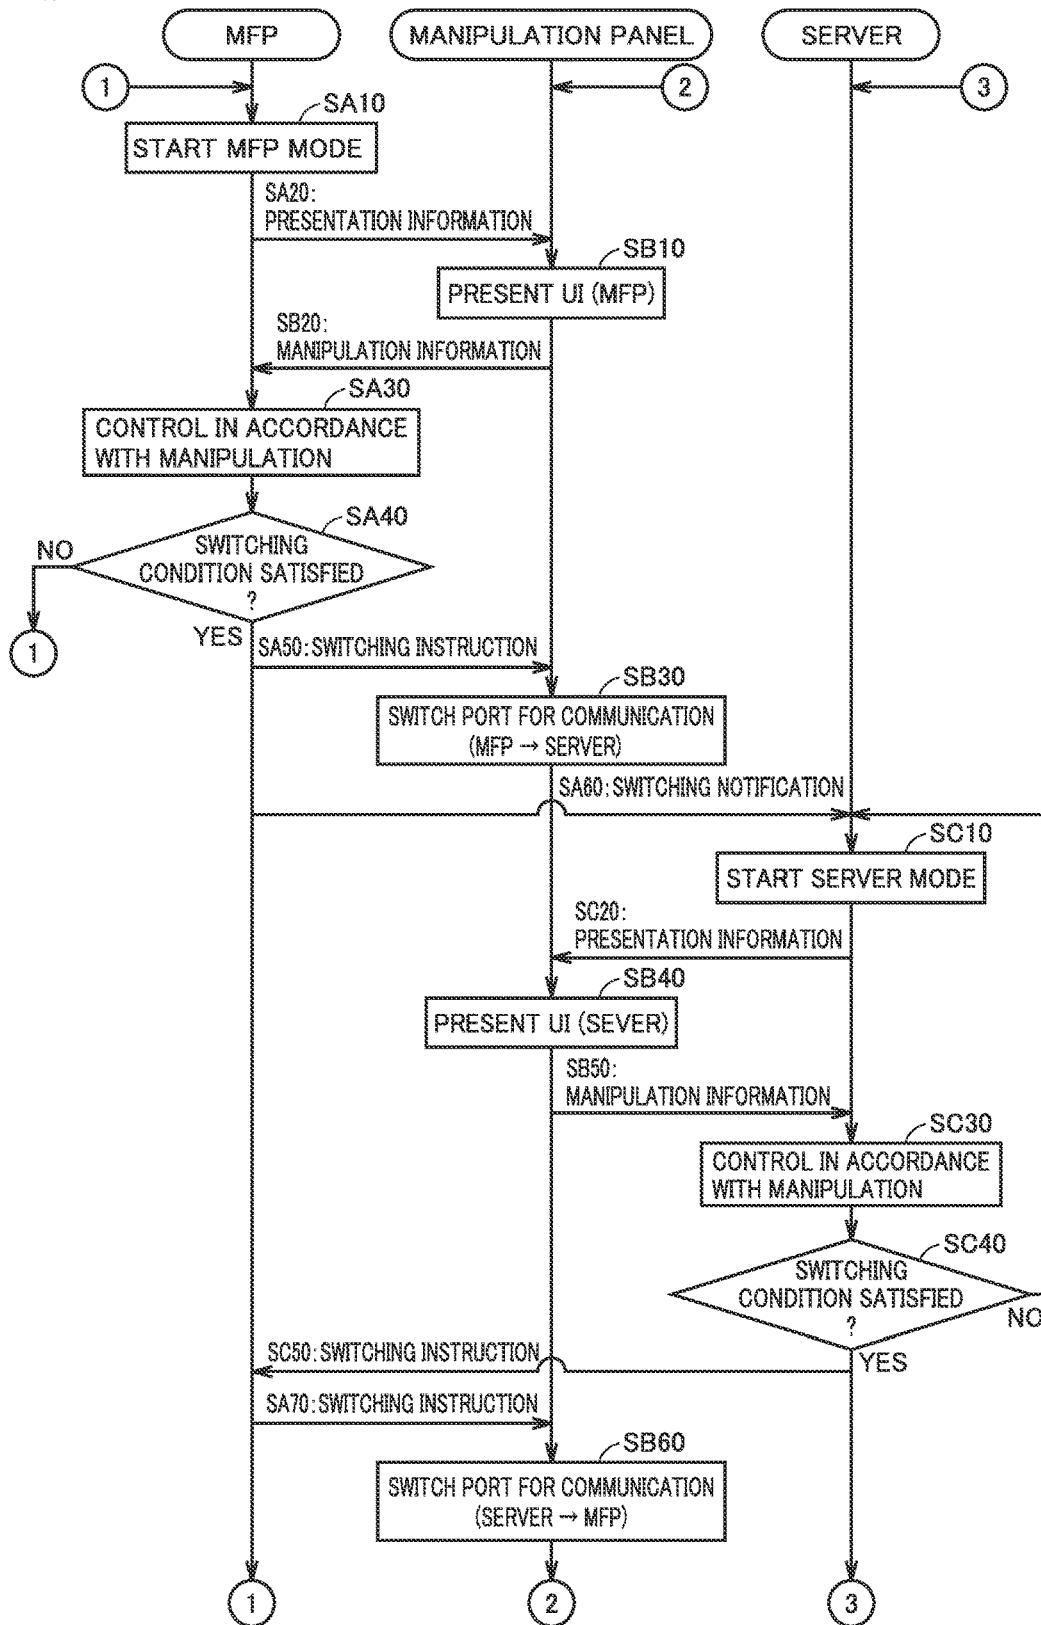 MFP
MANIPULATION PANEL
SERVER
1
2
3
SA10
START MFP MODE
SA20:
PRESENTATION INFORMATION
SB10
PRESENT UI (MFP)
SB20:
MANIPULATION INFORMATION
SA30
CONTROL IN ACCORDANCE
WITH MANIPULATION
SA40
SWITCHING
CONDITION SATISFIED
?
NO
1
YES
SA50: SWITCHING INSTRUCTION
SB30
SWITCH PORT FOR COMMUNICATION
(MFP → SERVER)
SA60: SWITCHING NOTIFICATION
SC10
START SERVER MODE
SC20:
PRESENTATION INFORMATION
SB40
PRESENT UI (SEVER)
SB50:
MANIPULATION INFORMATION
SC30
CONTROL IN ACCORDANCE
WITH MANIPULATION
SC40
SWITCHING
CONDITION SATISFIED
?
NO
YES
SC50: SWITCHING INSTRUCTION
SA70: SWITCHING INSTRUCTION
SB60
SWITCH PORT FOR COMMUNICATION
(SERVER → MFP)
1
2
3